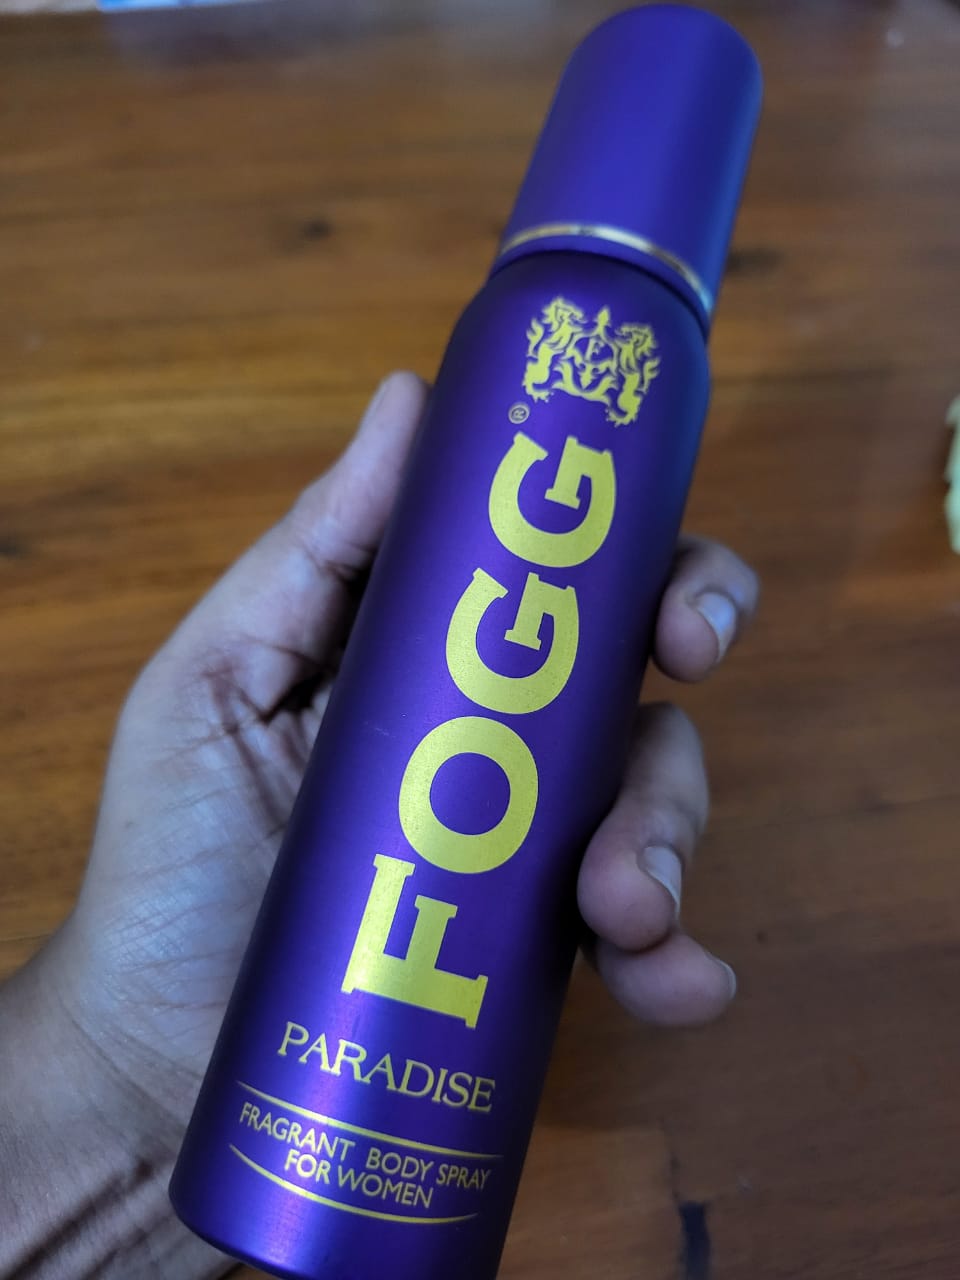 F
®
FOGG
PARADISE
FRAGRANT BODY SPRAY
FOR WOMEN